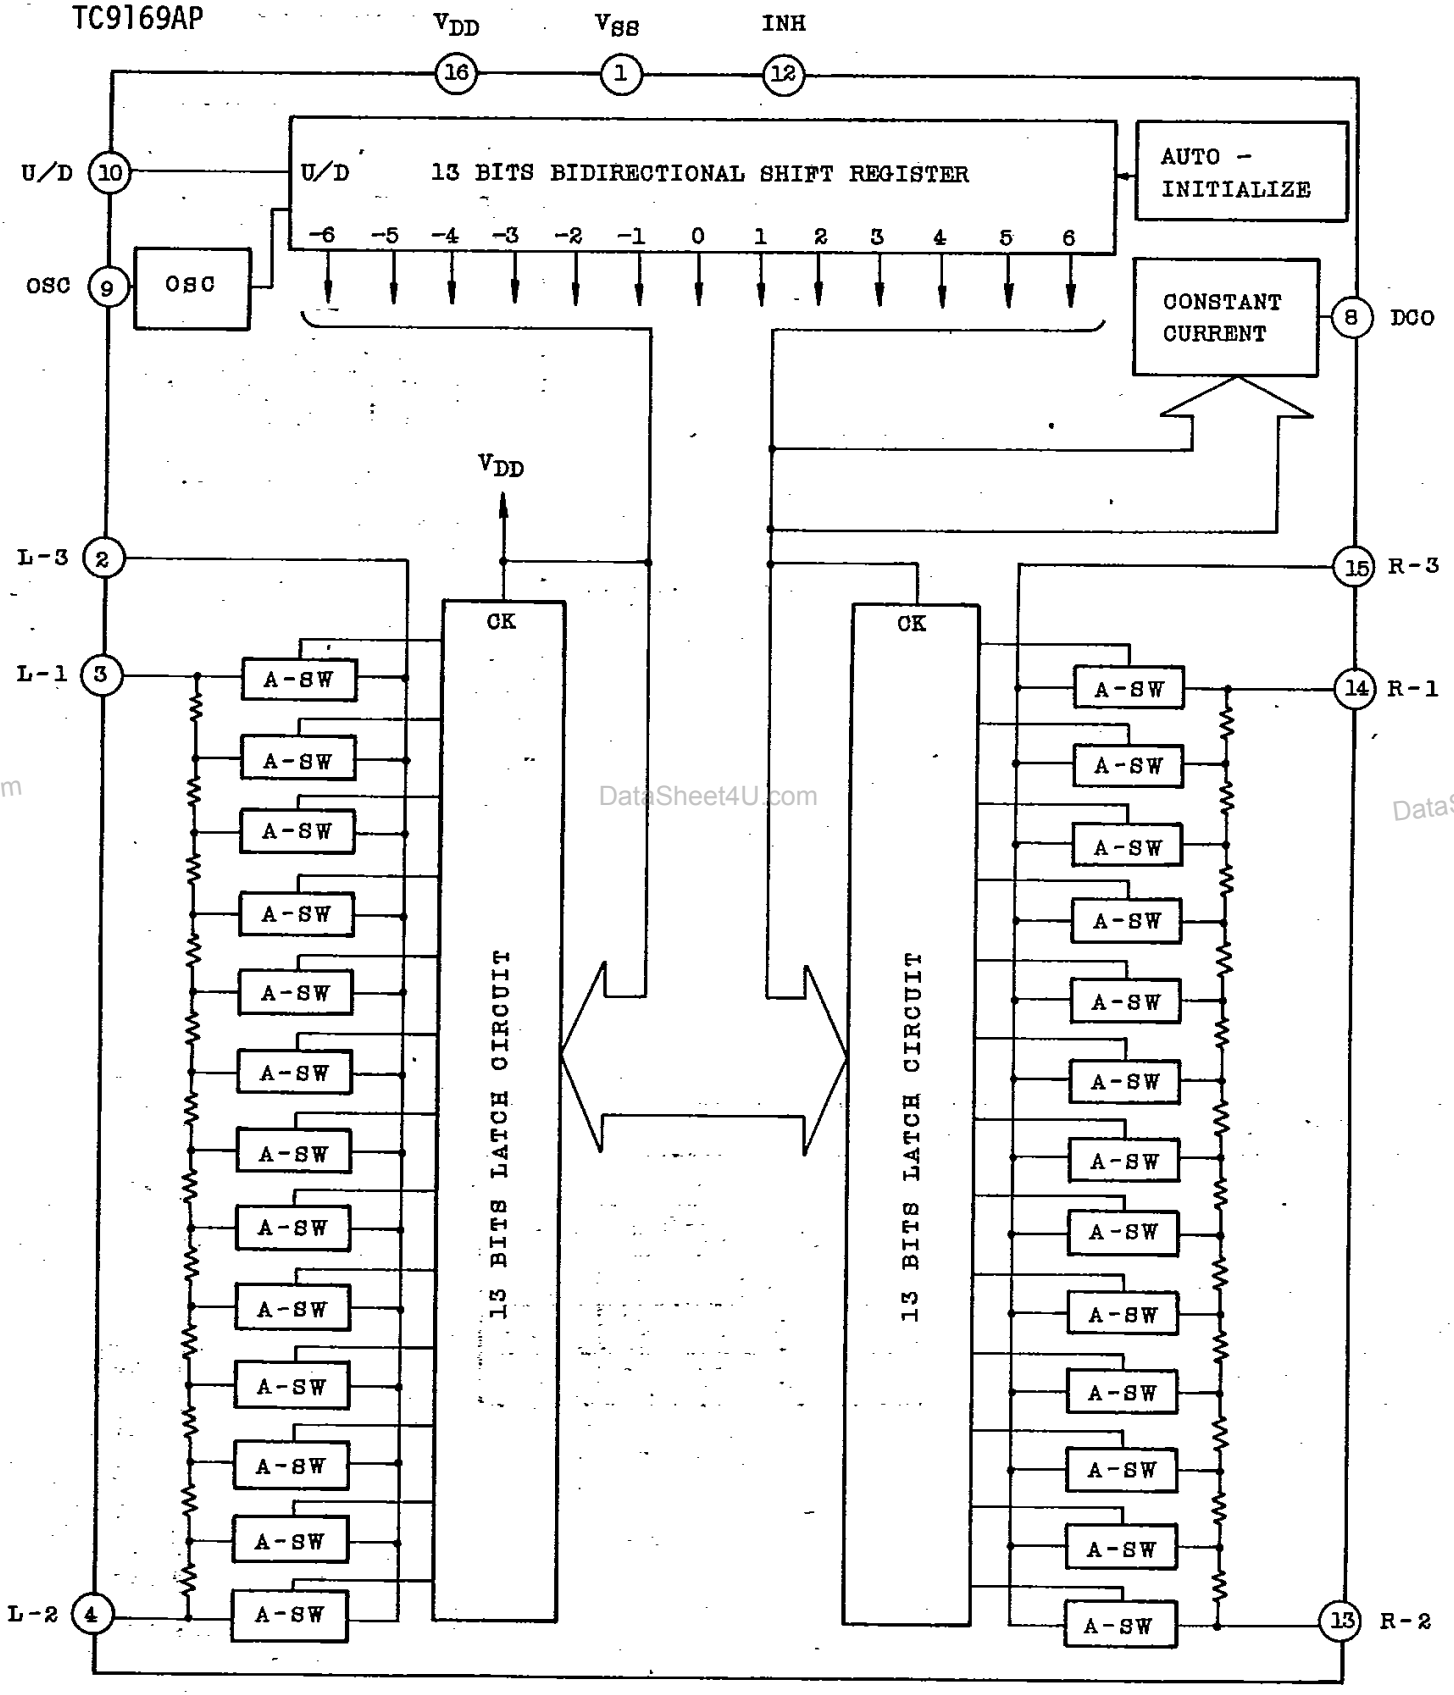 TC9169AP
VDD VSS INH
16 1 12
U/D 10 U/D 13 BITS BIDIRECTIONAL SHIFT REGISTER
AUTO -
INITIALIZE
-6 -5 -4 -3 -2 -1 0 1 2 3 4 5 6
OSC 9 OSC
CONSTANT
CURRENT
8 DCO
VDD
L-3 2
15 R-3
CK
CK
L-1 3
14 R-1
A-SW
A-SW
A-SW
A-SW
A-SW
A-SW
A-SW
A-SW
A-SW
A-SW
A-SW
A-SW
A-SW
13 BITS LATCH CIRCUIT
m
DataSheet4U.com
DataS
13 BITS LATCH CIRCUIT
A-SW
A-SW
A-SW
A-SW
A-SW
A-SW
A-SW
A-SW
A-SW
A-SW
A-SW
A-SW
A-SW
L-2 4
13 R-2